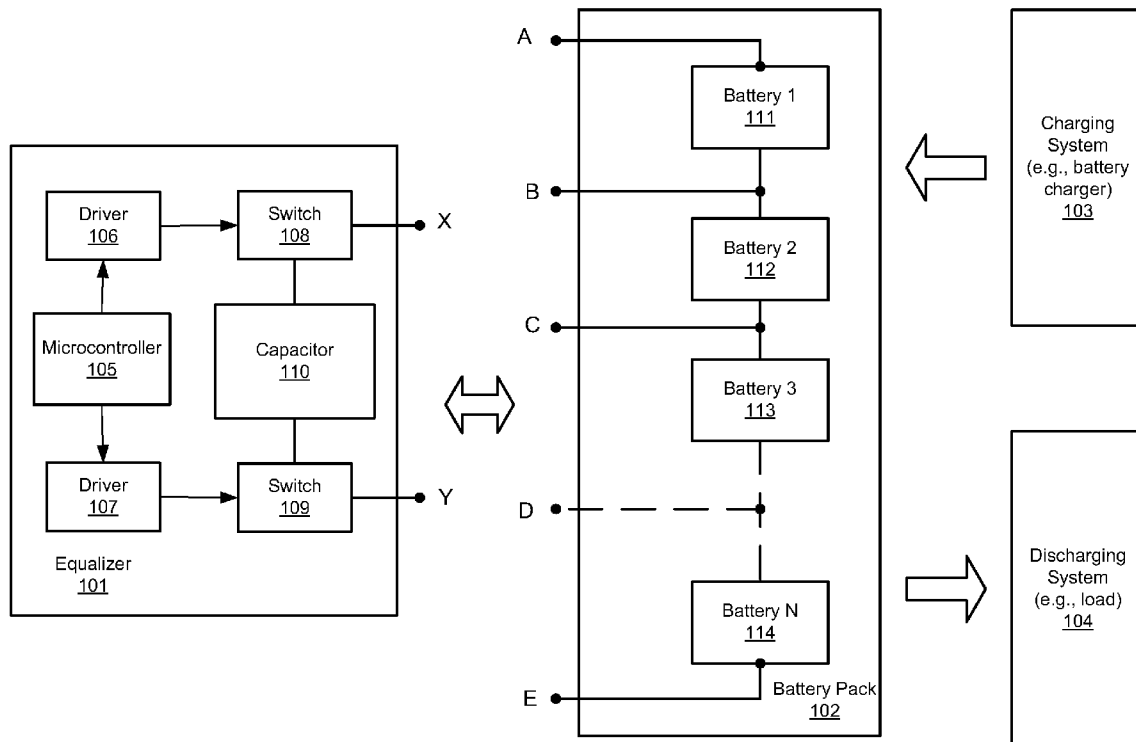 Driver
106
Switch
108
X
Microcontroller
105
Capacitor
110
Driver
107
Switch
109
Y
Equalizer
101
A
Battery 1
111
B
Battery 2
112
C
Battery 3
113
D
Battery N
114
E
Battery Pack
102
Charging
System
(e.g., battery
charger)
103
Discharging
System
(e.g., load)
104